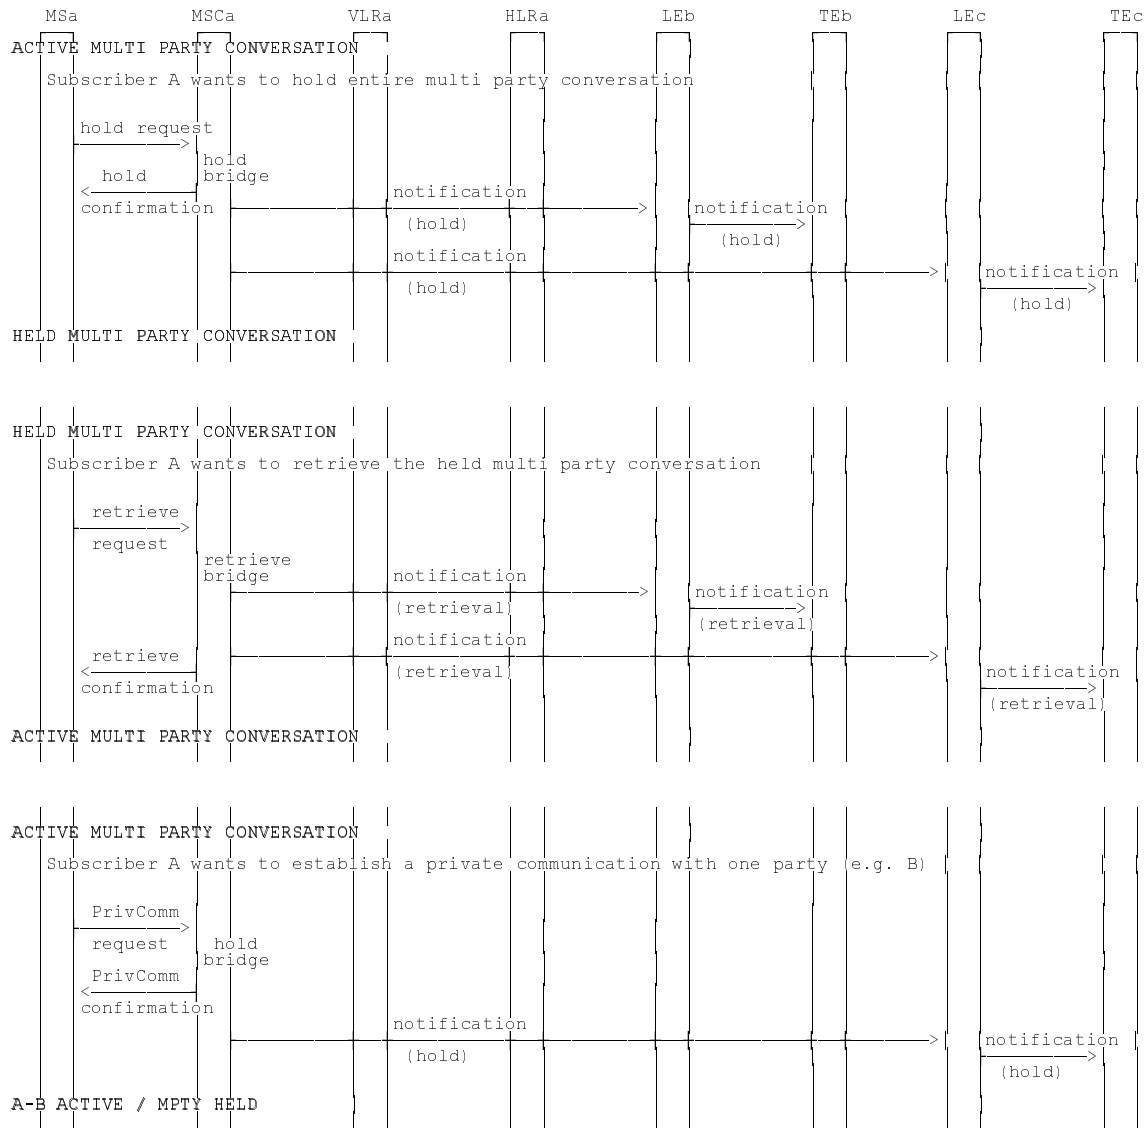 MSa MSCa VLRa HLRa LEb TEb LEc TEc
ACTIVE MULTI PARTY CONVERSATION
Subscriber A wants to hold entire multi party conversation
hold request
hold
bridge
hold
confirmation
notification
(hold)
notification
(hold)
notification
(hold)
notification
(hold)
HELD MULTI PARTY CONVERSATION
HELD MULTI PARTY CONVERSATION
Subscriber A wants to retrieve the held multi party conversation
retrieve
request
retrieve
bridge
notification
(retrieval)
notification
(retrieval)
notification
(retrieval)
retrieve
confirmation
notification
(retrieval)
ACTIVE MULTI PARTY CONVERSATION
ACTIVE MULTI PARTY CONVERSATION
Subscriber A wants to establish a private communication with one party (e.g. B)
PrivComm
request
hold
bridge
PrivComm
confirmation
notification
(hold)
notification
(hold)
A-B ACTIVE / MPTY HELD